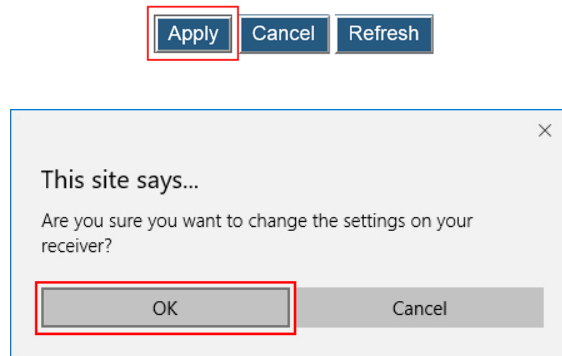 Apply Cancel Refresh
This site says...
Are you sure you want to change the settings on your
receiver?
OK Cancel